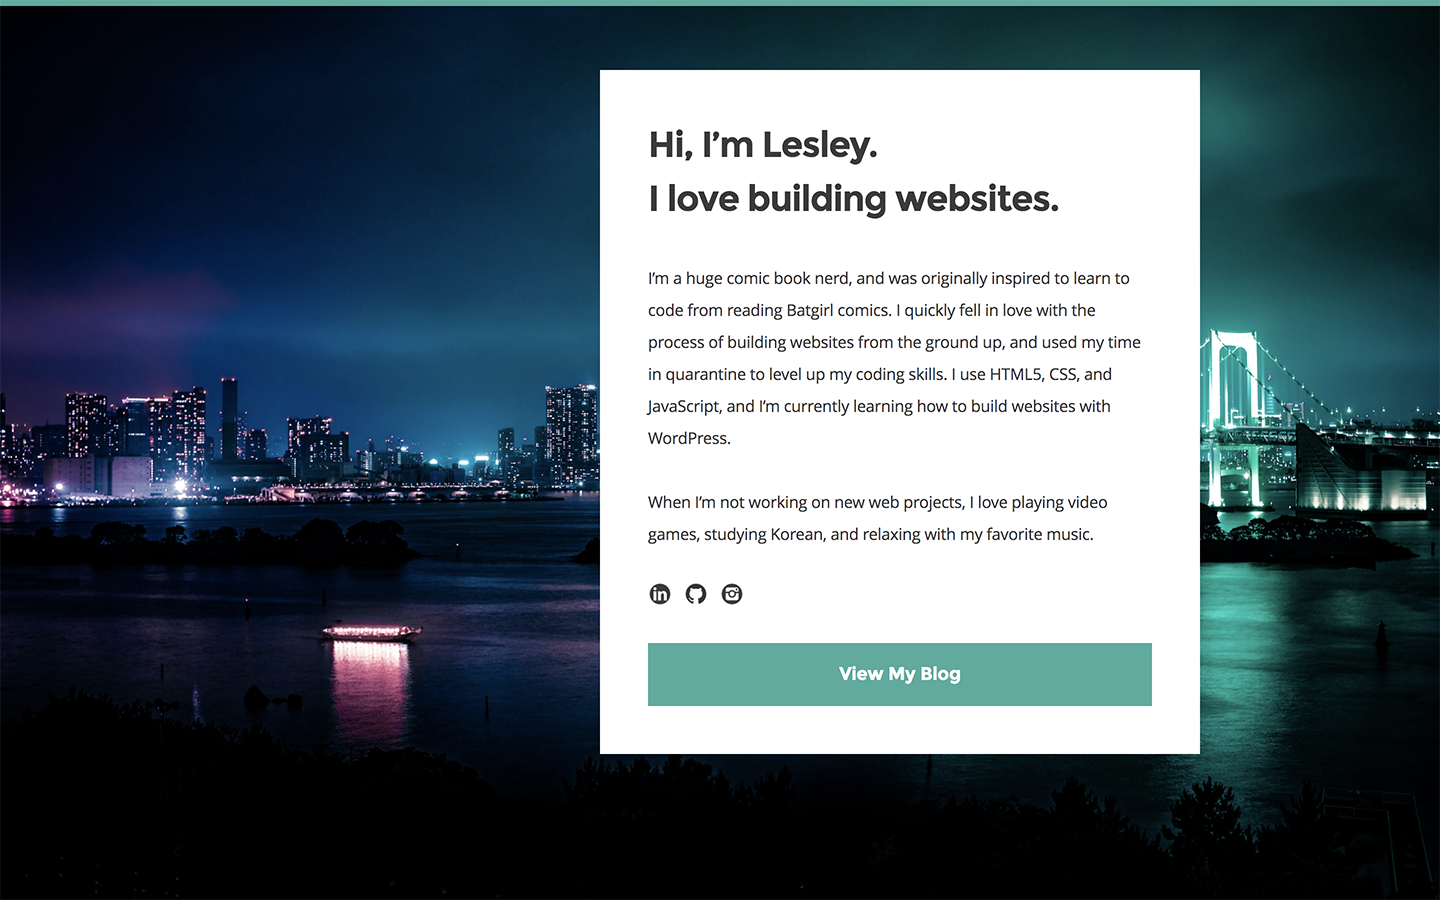 Hi, I’m Lesley.
I love building websites.
I’m a huge comic book nerd, and was originally inspired to learn to
code from reading Batgirl comics. I quickly fell in love with the
process of building websites from the ground up, and used my time
in quarantine to level up my coding skills. I use HTML5, CSS, and
JavaScript, and I’m currently learning how to build websites with
WordPress.
When I’m not working on new web projects, I love playing video
games, studying Korean, and relaxing with my favorite music.
in
View My Blog